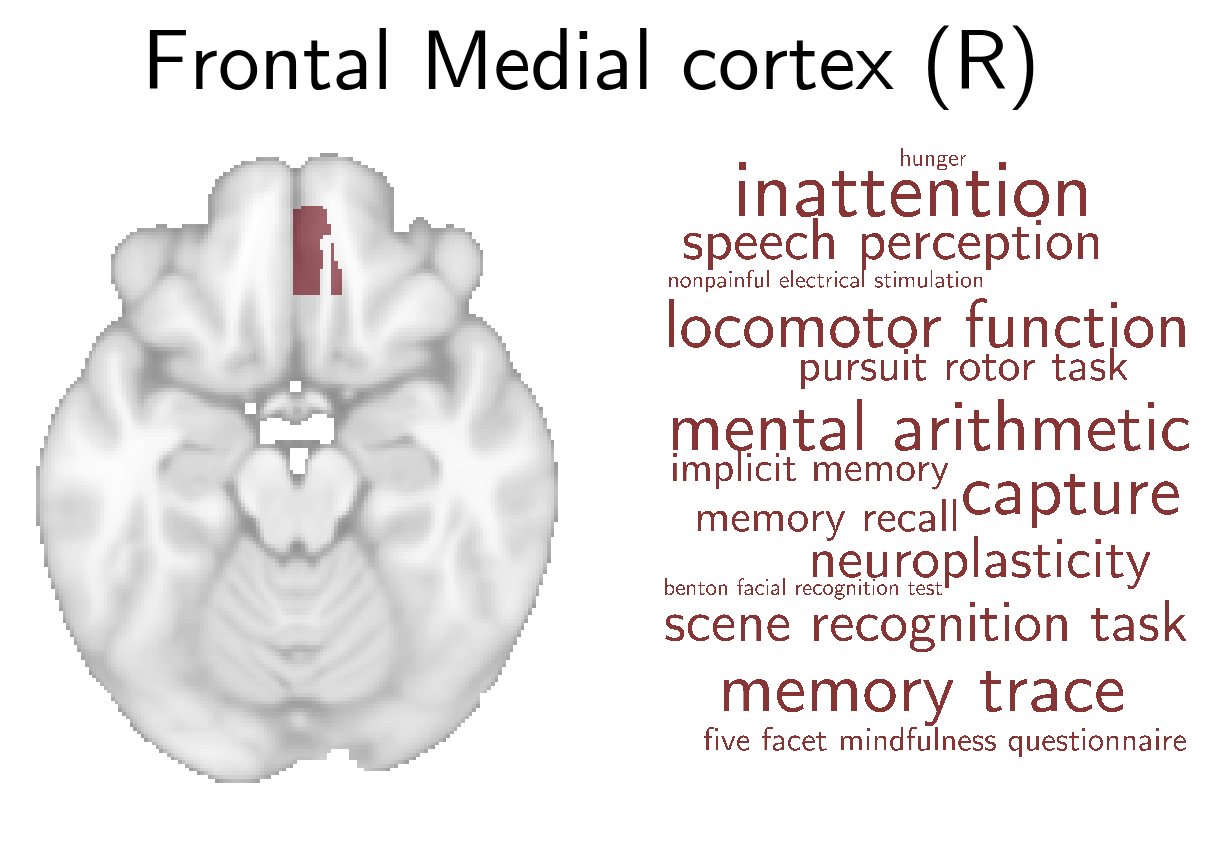 Frontal Medial cortex (R)
hunger
inattention
speech perception
nonpainful electrical stimulation
locomotor function
pursuit rotor task
mental arithmetic
implicit memory
capture
memory recall
neuroplasticity
benton facial recognition test
scene recognition task
memory trace
five facet mindfulness questionnaire